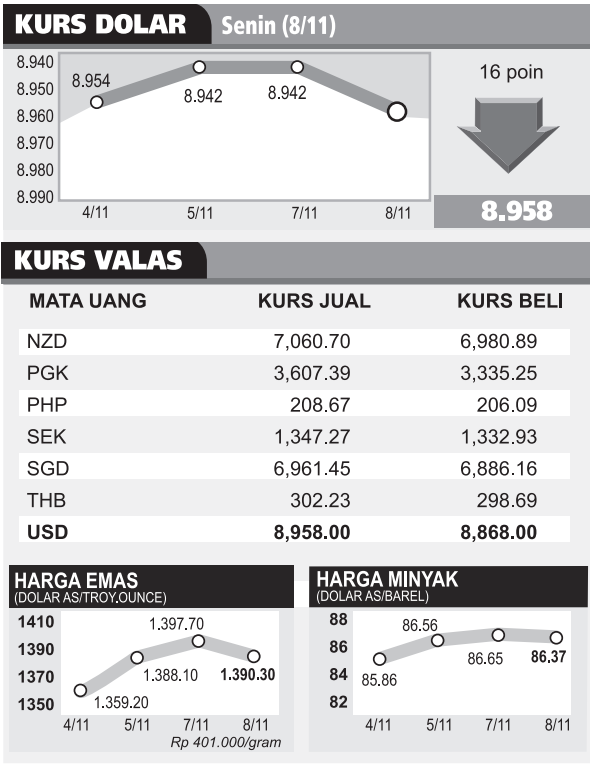 KURS DOLAR Senin (8/11)
8.940
8.950
8.960
8.970
8.980
8.990
8.954
8.942
8.942
4/11 5/11 7/11 8/11
16 poin
8.958
KURS VALAS
MATA UANG KURS JUAL KURS BELI
NZD 7,060.70 6,980.89
PGK 3,607.39 3,335.25
PHP 208.67 206.09
SEK 1,347.27 1,332.93
SGD 6,961.45 6,886.16
THB 302.23 298.69
USD 8,958.00 8,868.00
HARGA EMAS
(DOLAR AS/TROY.OUNCE)
1410
1390
1370
1350
1.359.20
1.388.10
1.397.70
1.390.30
4/11 5/11 7/11 8/11
Rp 401.000/gram
HARGA MINYAK
(DOLAR AS/BAREL)
88
86
84
82
85.86
86.56
86.65
86.37
4/11 5/11 7/11 8/11